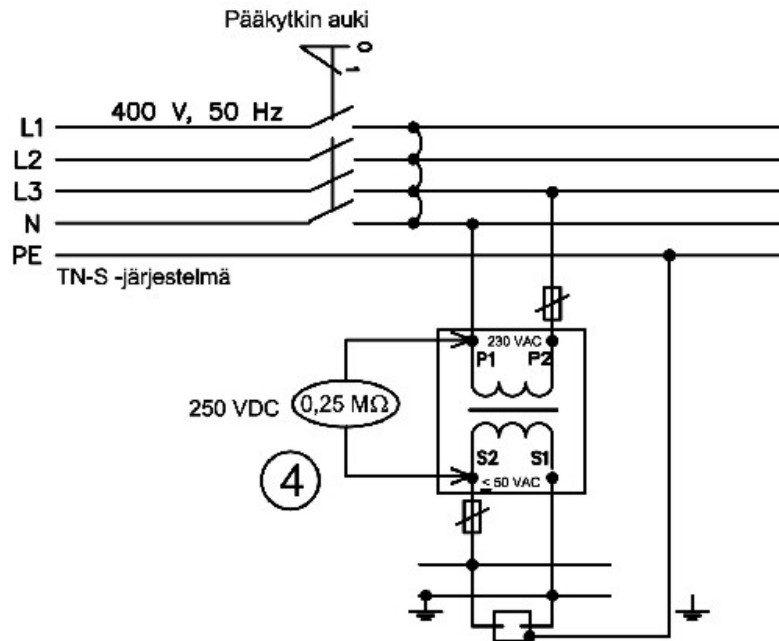 Pääkytkin auki
0
1
400 V, 50 Hz
L1
L2
L3
N
PE
TN-S -järjestelmä
230 VAC
P1 P2
250 VDC 0,25 MΩ
S2 S1
≤ 50 VAC
4